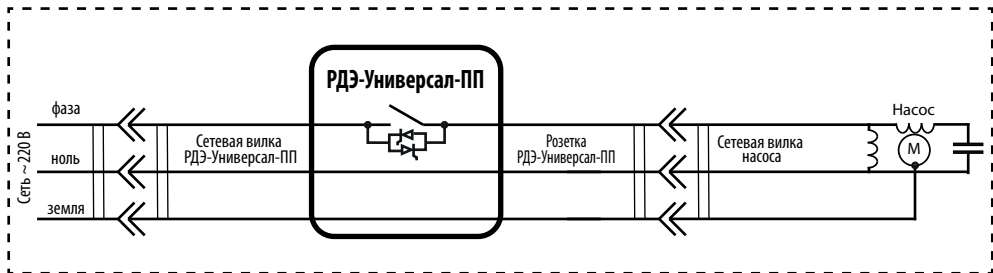 РДЭ-Универсал-ПП
фаза
ноль
земля
Сеть ~ 220 В
Сетевая вилка
РДЭ-Универсал-ПП
Розетка
РДЭ-Универсал-ПП
Сетевая вилка
насоса
Насос
М